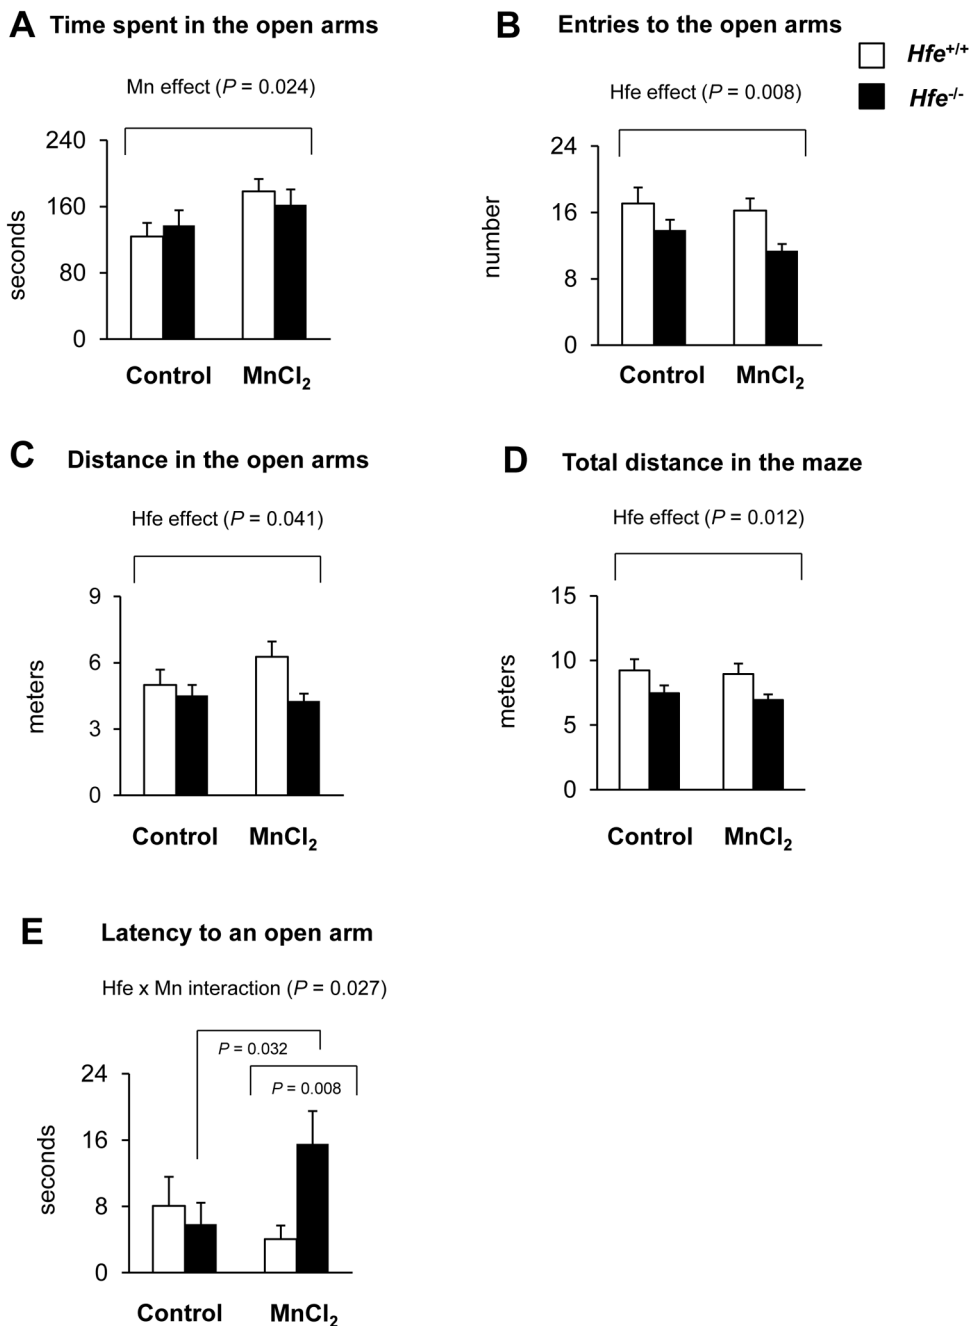 A Time spent in the open arms
Mn effect (P = 0.024)
seconds
240
160
80
0
Control MnCl₂
B Entries to the open arms
Hfe⁺/⁺
Hfe⁻/⁻
Hfe effect (P = 0.008)
number
24
16
8
0
Control MnCl₂
C Distance in the open arms
Hfe effect (P = 0.041)
meters
9
6
3
0
Control MnCl₂
D Total distance in the maze
Hfe effect (P = 0.012)
meters
15
10
5
0
Control MnCl₂
E Latency to an open arm
Hfe x Mn interaction (P = 0.027)
P = 0.032
P = 0.008
seconds
24
16
8
0
Control MnCl₂